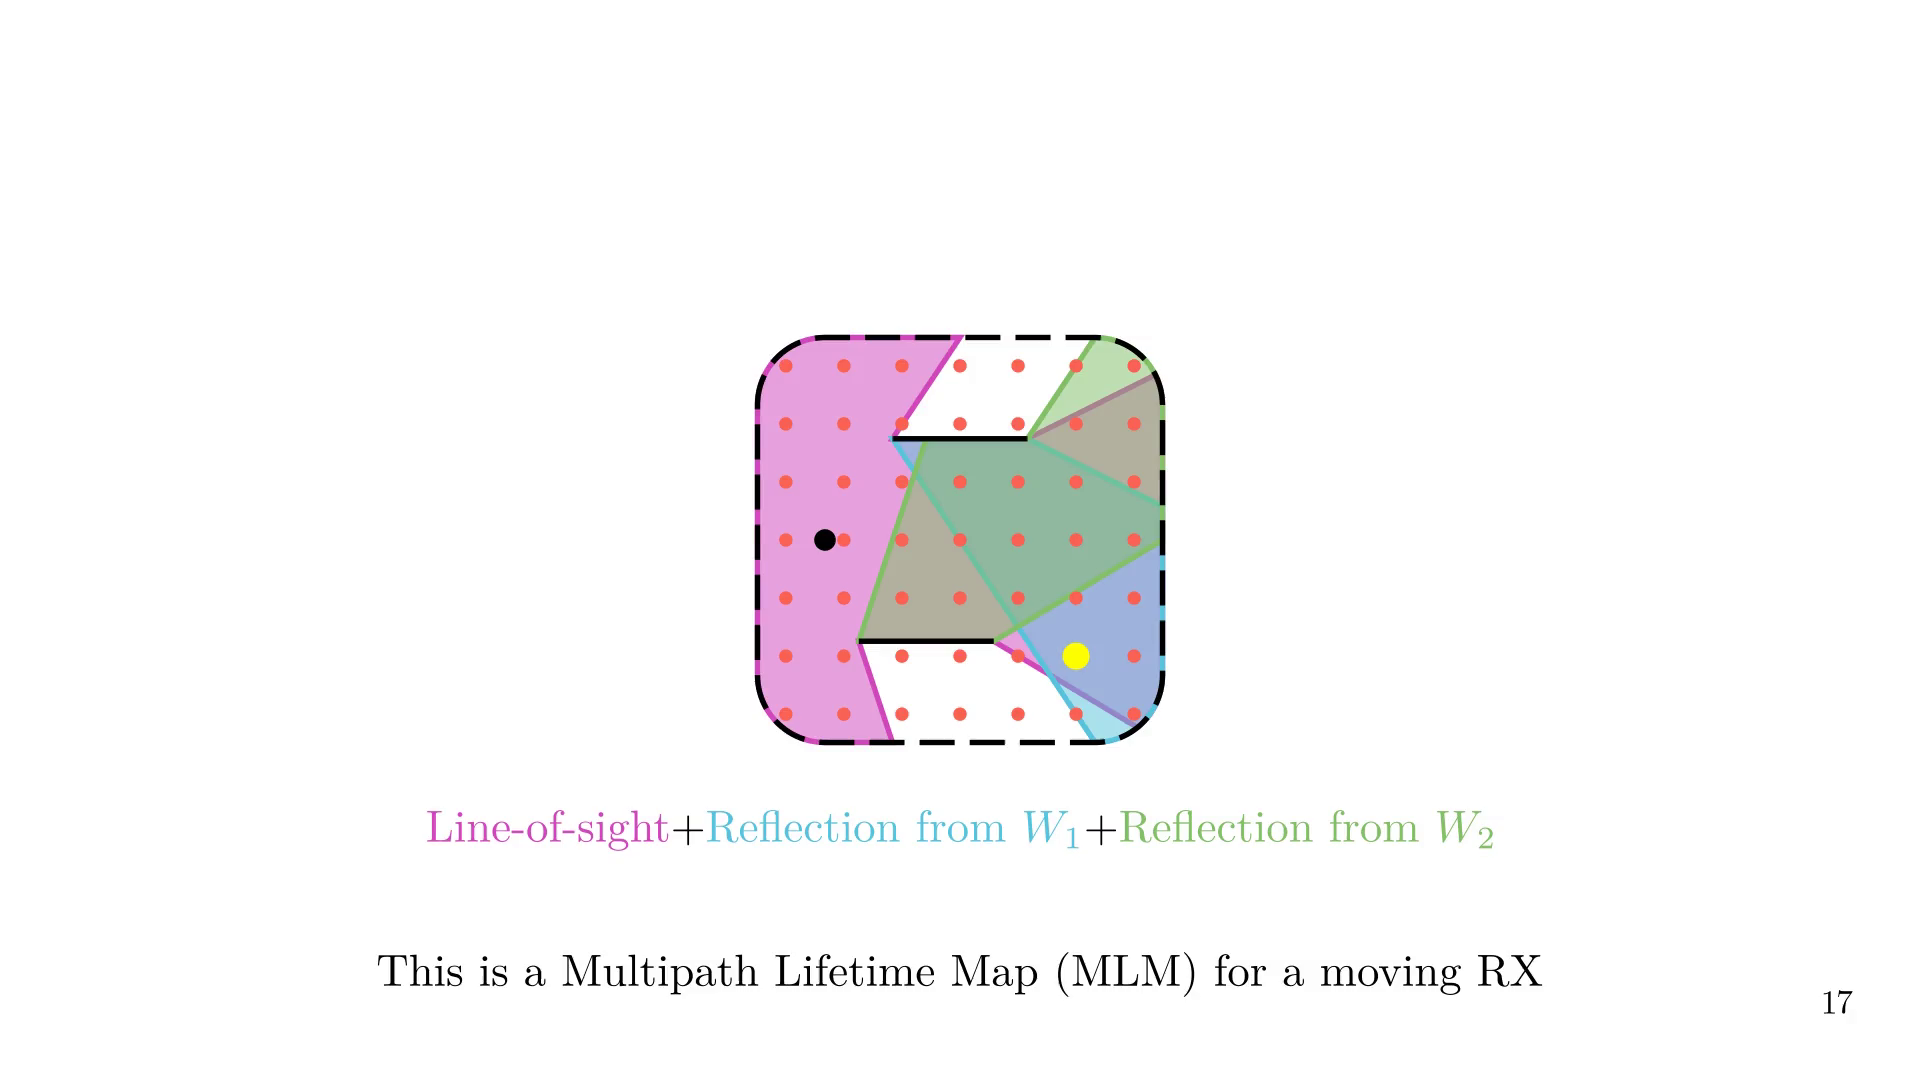 Line-of-sight+Reflection from W₁+Reflection from W₂
This is a Multipath Lifetime Map (MLM) for a moving RX
17